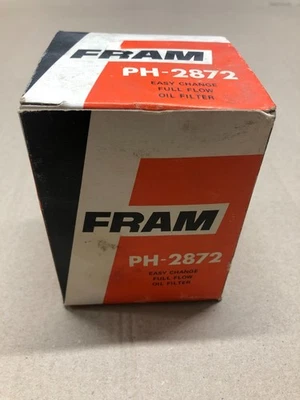 FRAM
PH-2872
EASY CHANGE
FULL FLOW
OIL FILTER
FRAM
PH-2872
EASY CHANGE
FULL FLOW
OIL FILTER